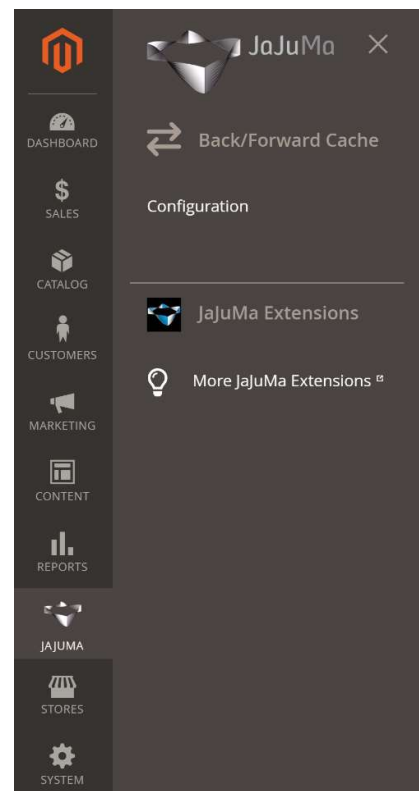 DASHBOARD
$
SALES
CATALOG
CUSTOMERS
MARKETING
CONTENT
REPORTS
JAJUMA
STORES
SYSTEM
JaJuMa
Back/Forward Cache
Configuration
JaJuMa Extensions
More JaJuMa Extensions